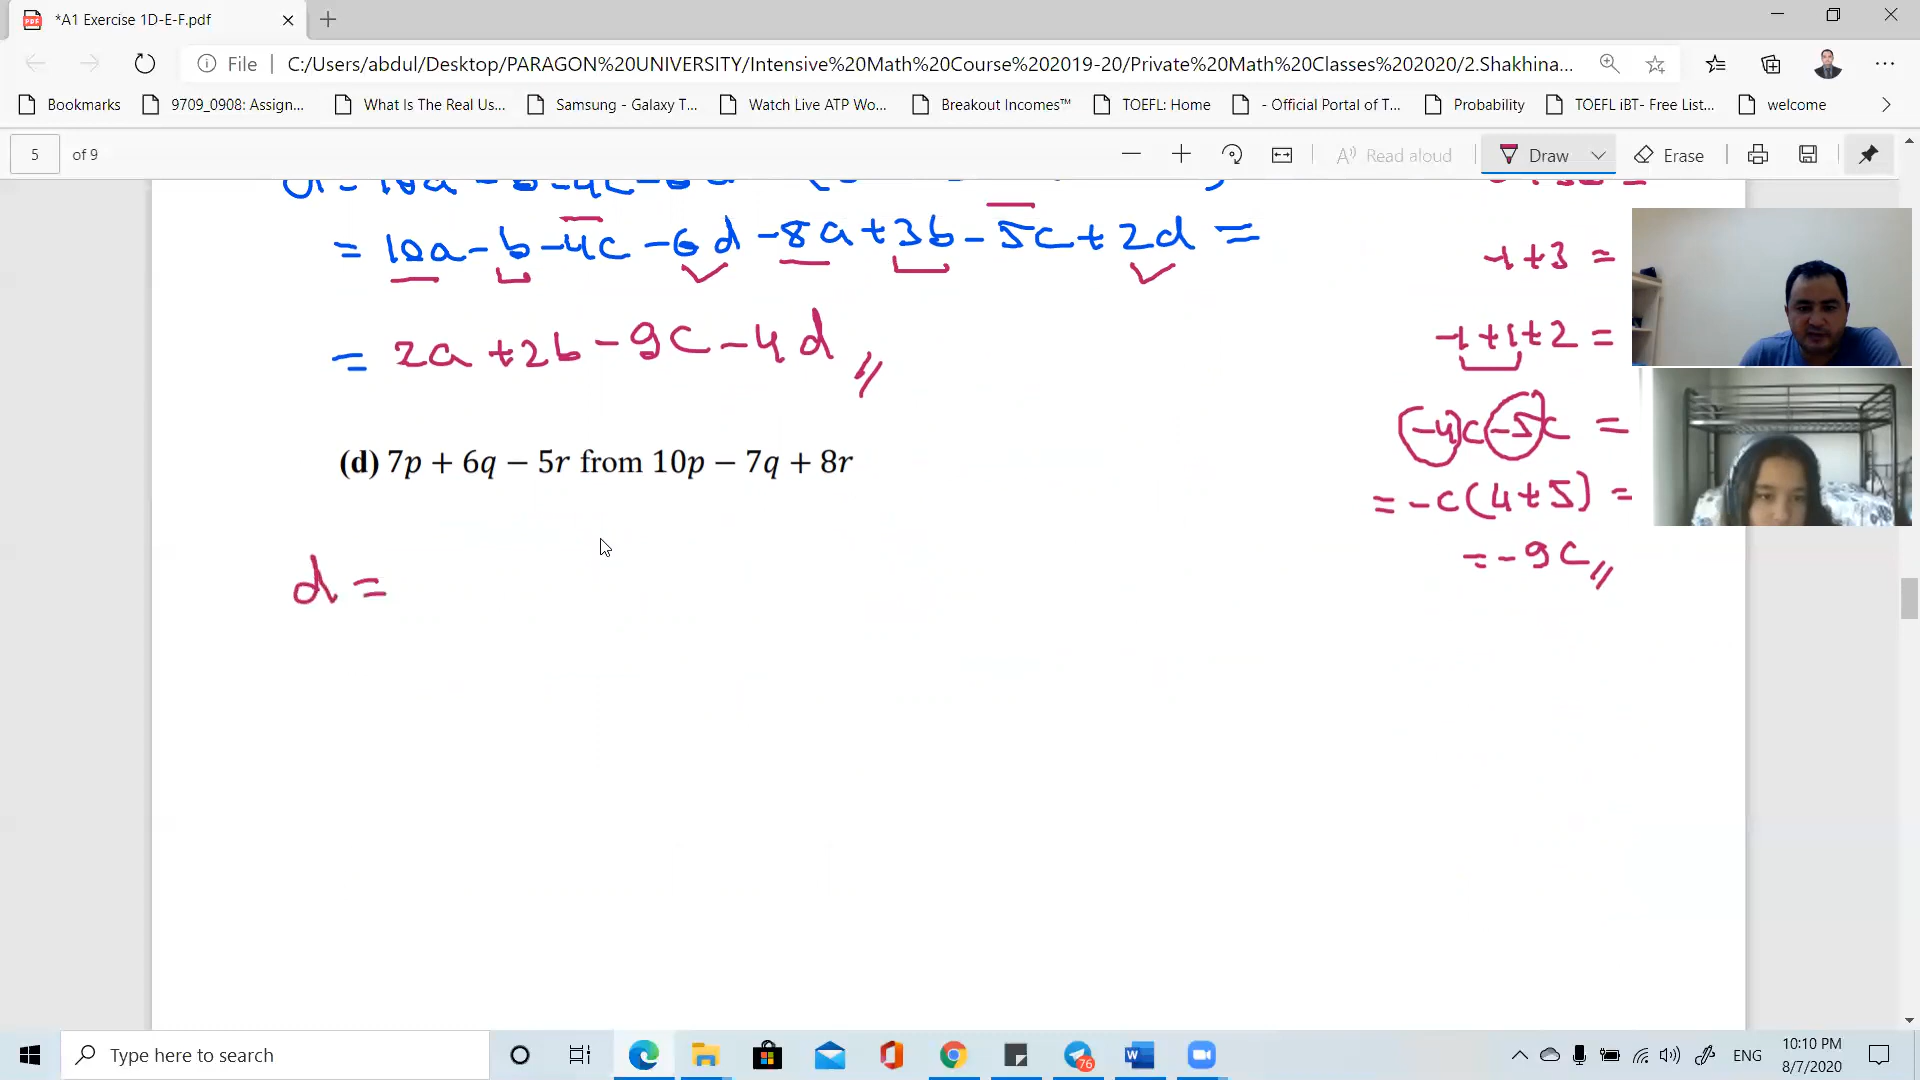 *A1 Exercise 1D-E-F.pdf
File C:/Users/abdul/Desktop/PARAGON%20UNIVERSITY/Intensive%20Math%20Course%202019-20/Private%20Math%20Classes%202020/2.Shakhina...
Bookmarks 9709_0908: Assign... What Is The Real Us... Samsung - Galaxy T... Watch Live ATP Wo... Breakout Incomes™ TOEFL: Home - Official Portal of T... Probability TOEFL iBT- Free List... welcome
5 of 9 Read aloud Draw Erase
= 10a - b - 4c - 6d - 8a + 3b - 5c + 2d =
= 2a + 2b - 9c - 4d //
-1 + 3 =
-1 + 1 + 2 =
(-4)c (-5)c =
= -c(4+5) =
= -9c //
(d) 7p + 6q − 5r from 10p − 7q + 8r
d =
Type here to search
76
ENG
10:10 PM
8/7/2020